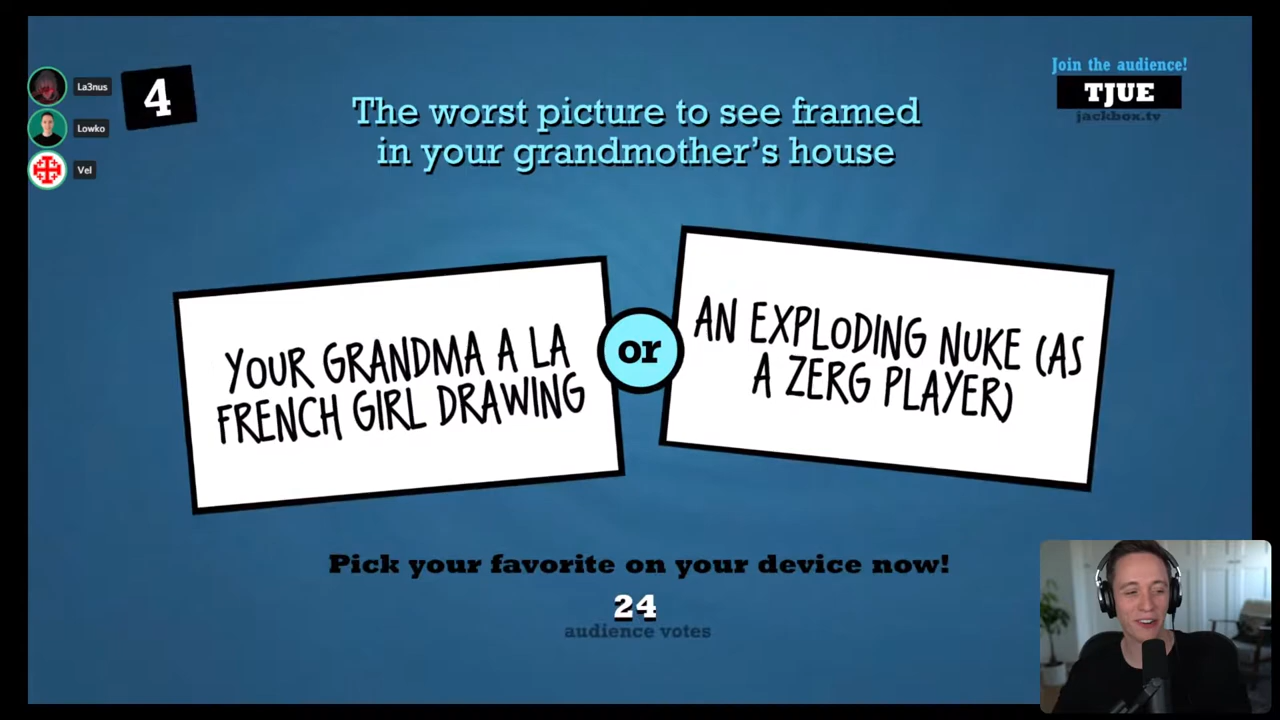 La3nus
Lowko
Vel
4
The worst picture to see framed
in your grandmother's house
Join the audience!
TJUE
jackbox.tv
YOUR GRANDMA A LA
FRENCH GIRL DRAWING
or
AN EXPLODING NUKE (AS
A ZERG PLAYER)
Pick your favorite on your device now!
24
audience votes